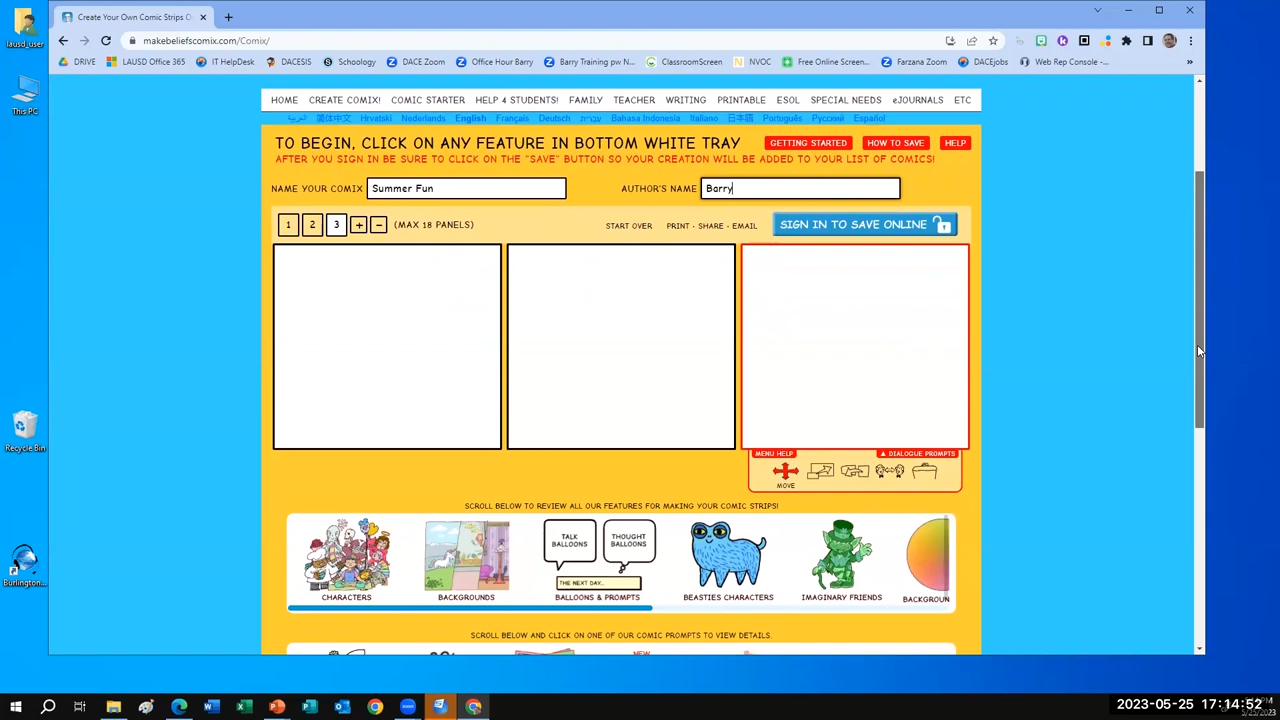 Create Your Own Comic Strips O
makebeliefscomix.com/Comix/
DRIVE LAUSD Office 365 IT HelpDesk DACESIS Schoology DACE Zoom Office Hour Barry Barry Training pw N... ClassroomScreen NVOC Free Online Screen... Farzana Zoom DACEjobs Web Rep Console -...
lausd_user
This PC
Recycle Bin
Burlington...
HOME CREATE COMIX! COMIC STARTER HELP 4 STUDENTS! FAMILY TEACHER WRITING PRINTABLE ESOL SPECIAL NEEDS eJOURNALS ETC
العربية 简体中文 Hrvatski Nederlands English Français Deutsch עברית Bahasa Indonesia Italiano 日本語 Português Русский Español
TO BEGIN, CLICK ON ANY FEATURE IN BOTTOM WHITE TRAY GETTING STARTED HOW TO SAVE HELP
AFTER YOU SIGN IN BE SURE TO CLICK ON THE "SAVE" BUTTON SO YOUR CREATION WILL BE ADDED TO YOUR LIST OF COMICS!
NAME YOUR COMIX Summer Fun AUTHOR'S NAME Barry
1 2 3 + − (MAX 18 PANELS) START OVER PRINT · SHARE · EMAIL SIGN IN TO SAVE ONLINE
MENU HELP ▲ DIALOGUE PROMPTS
MOVE
SCROLL BELOW TO REVIEW ALL OUR FEATURES FOR MAKING YOUR COMIC STRIPS!
TALK BALLOONS
THOUGHT BALLOONS
THE NEXT DAY...
CHARACTERS BACKGROUNDS BALLOONS & PROMPTS BEASTIES CHARACTERS IMAGINARY FRIENDS BACKGROUN
SCROLL BELOW AND CLICK ON ONE OF OUR COMIC PROMPTS TO VIEW DETAILS.
NEW
2023-05-25 17:14:52